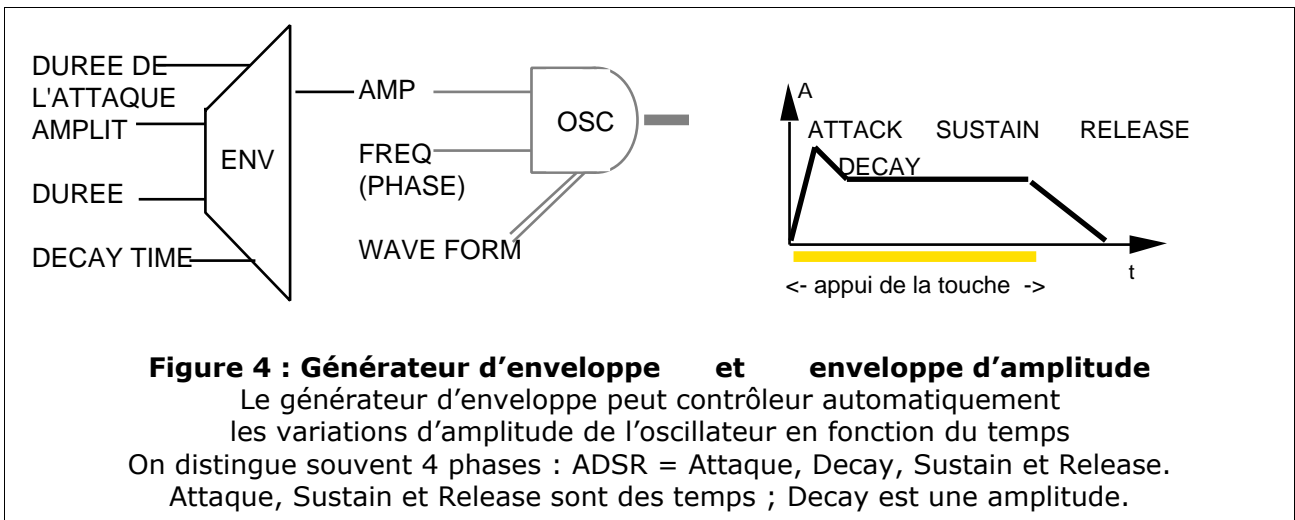 DUREE DE
L'ATTAQUE
AMPLIT
DUREE
DECAY TIME
ENV
AMP
FREQ
(PHASE)
WAVE FORM
OSC
A
ATTACK SUSTAIN RELEASE
DECAY
t
<- appui de la touche ->
Figure 4 : Générateur d’enveloppe et enveloppe d’amplitude
Le générateur d’enveloppe peut contrôleur automatiquement
les variations d’amplitude de l’oscillateur en fonction du temps
On distingue souvent 4 phases : ADSR = Attaque, Decay, Sustain et Release.
Attaque, Sustain et Release sont des temps ; Decay est une amplitude.